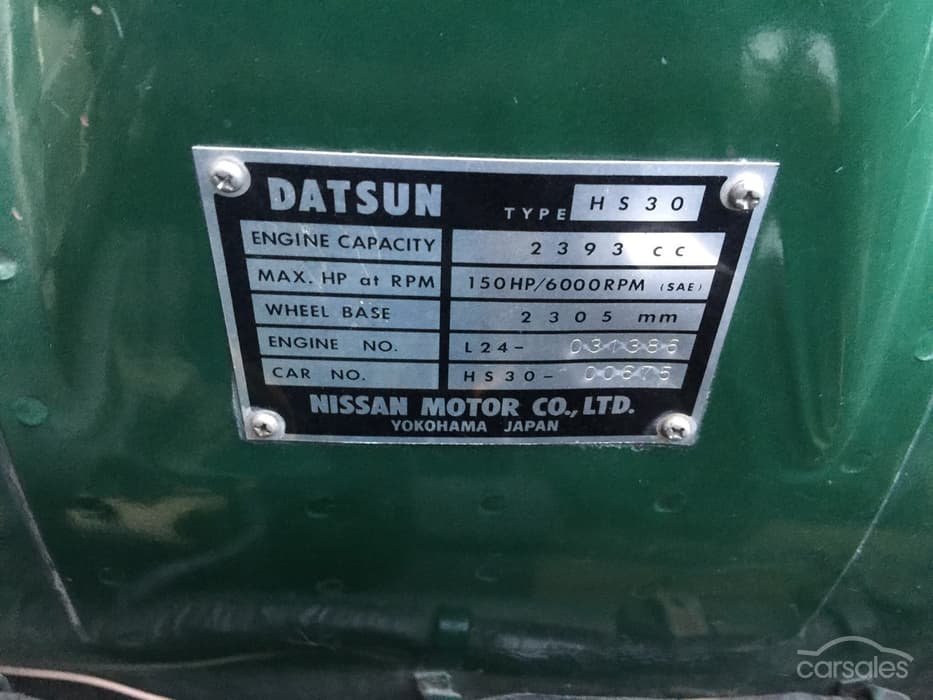 DATSUN TYPE HS30
ENGINE CAPACITY 2393 cc
MAX. HP at RPM 150HP/6000RPM (SAE)
WHEEL BASE 2305 mm
ENGINE NO. L24-031386
CAR NO. HS30-00675
NISSAN MOTOR CO., LTD.
YOKOHAMA JAPAN
carsales